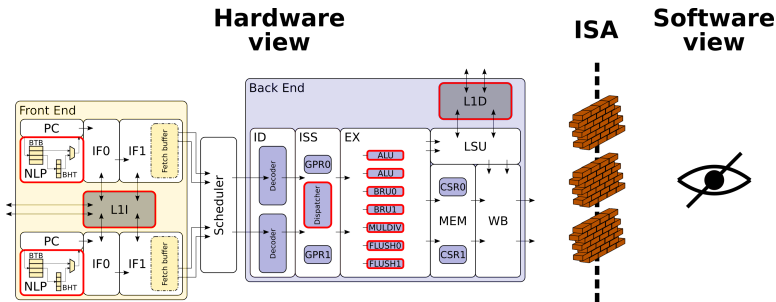 Hardware
view
ISA
Software
view
Front End
PC
BTB
NLP
BHT
IF0
IF1
Fetch buffer
L1I
PC
BTB
NLP
BHT
IF0
IF1
Fetch buffer
Scheduler
Back End
L1D
ID
Decoder
Decoder
ISS
GPR0
Dispatcher
GPR1
EX
ALU
ALU
BRU0
BRU1
MULDIV
FLUSH0
FLUSH1
LSU
CSR0
MEM
CSR1
WB